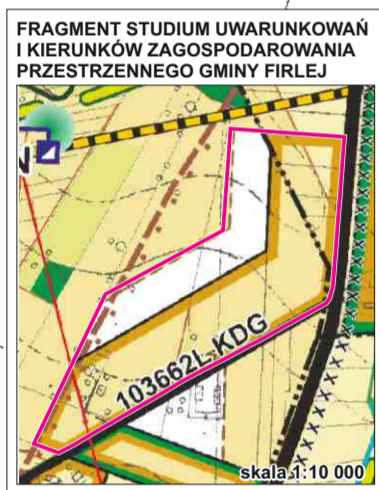 FRAGMENT STUDIUM UWARUNKOWAŃ
I KIERUNKÓW ZAGOSPODAROWANIA
PRZESTRZENNEGO GMINY FIRLEJ
N
103662L-KDG
skala 1:10 000